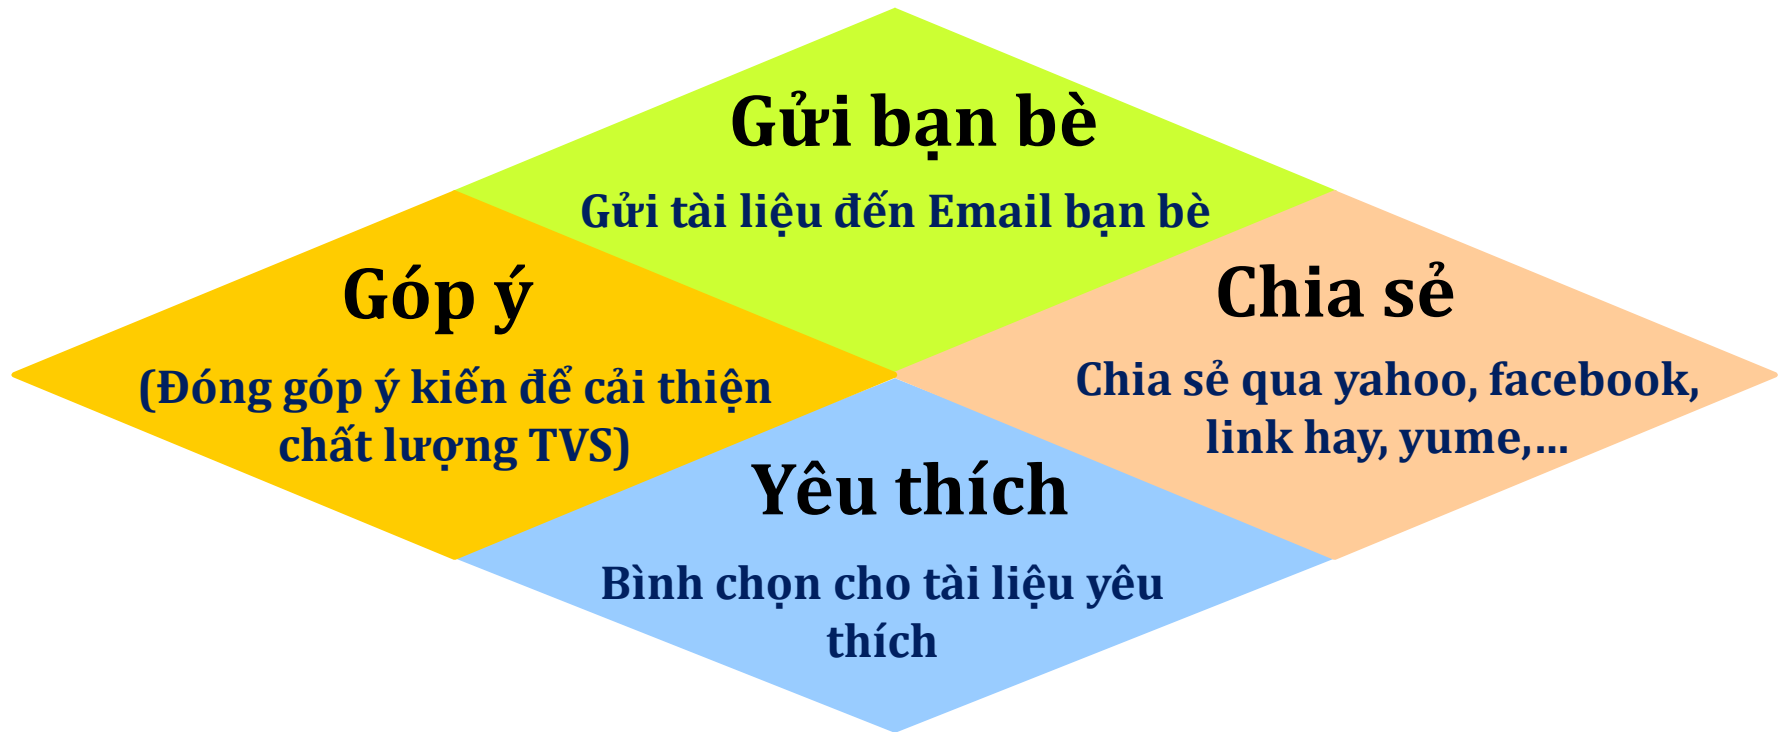 Gửi bạn bè
Gửi tài liệu đến Email bạn bè
Góp ý
(Đóng góp ý kiến để cải thiện
chất lượng TVS)
Chia sẻ
Chia sẻ qua yahoo, facebook,
link hay, yume,...
Yêu thích
Bình chọn cho tài liệu yêu
thích